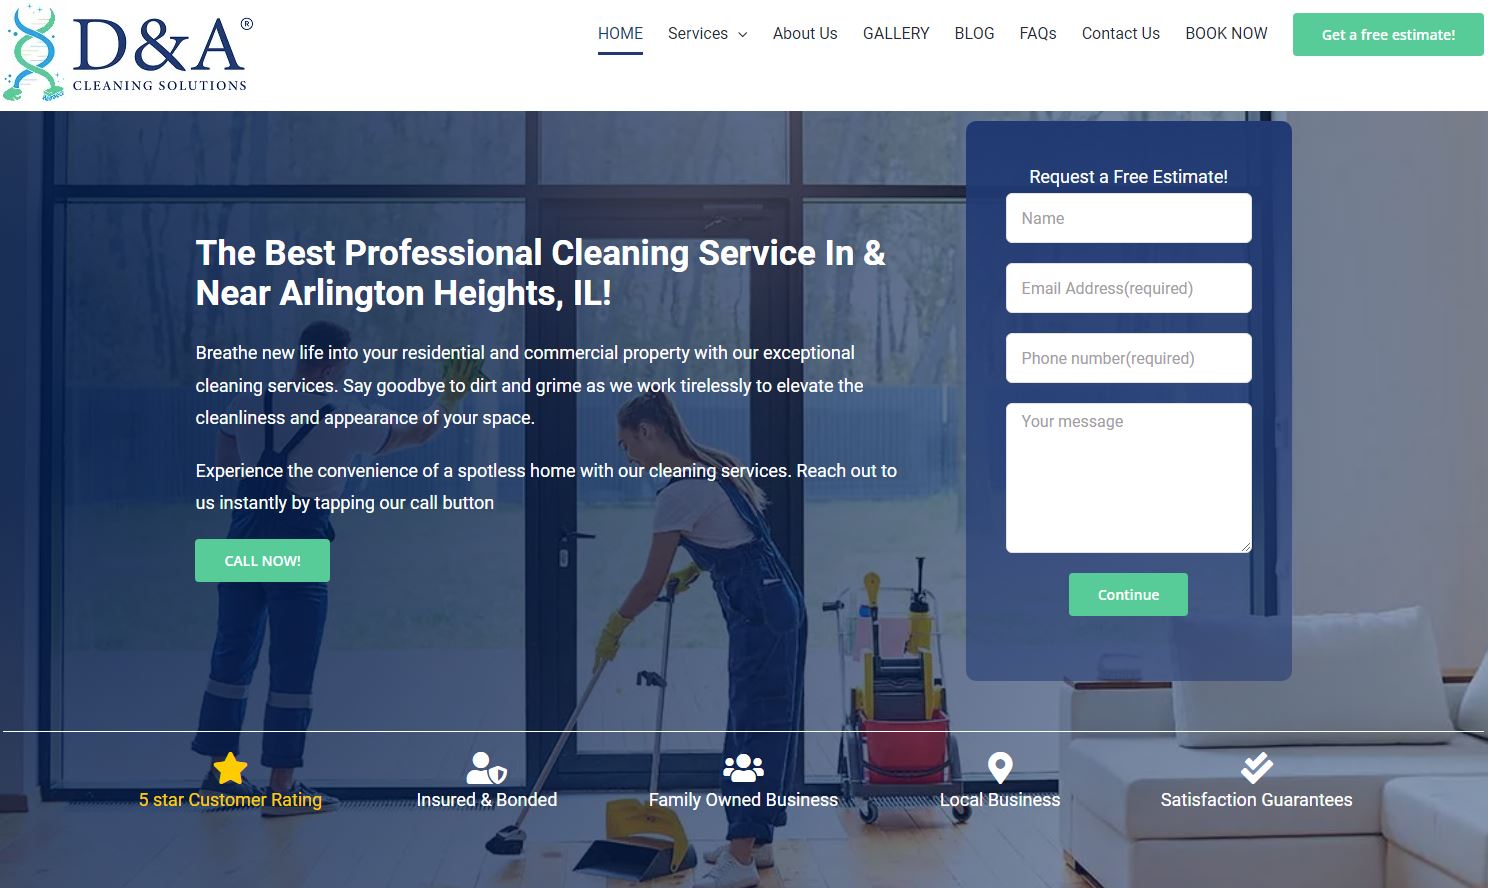 D&A®
CLEANING SOLUTIONS
HOME
Services
About Us
GALLERY
BLOG
FAQs
Contact Us
BOOK NOW
Get a free estimate!
The Best Professional Cleaning Service In &
Near Arlington Heights, IL!
Breathe new life into your residential and commercial property with our exceptional
cleaning services. Say goodbye to dirt and grime as we work tirelessly to elevate the
cleanliness and appearance of your space.
Experience the convenience of a spotless home with our cleaning services. Reach out to
us instantly by tapping our call button
CALL NOW!
Request a Free Estimate!
Name
Email Address(required)
Phone number(required)
Your message
Continue
5 star Customer Rating
Insured & Bonded
Family Owned Business
Local Business
Satisfaction Guarantees